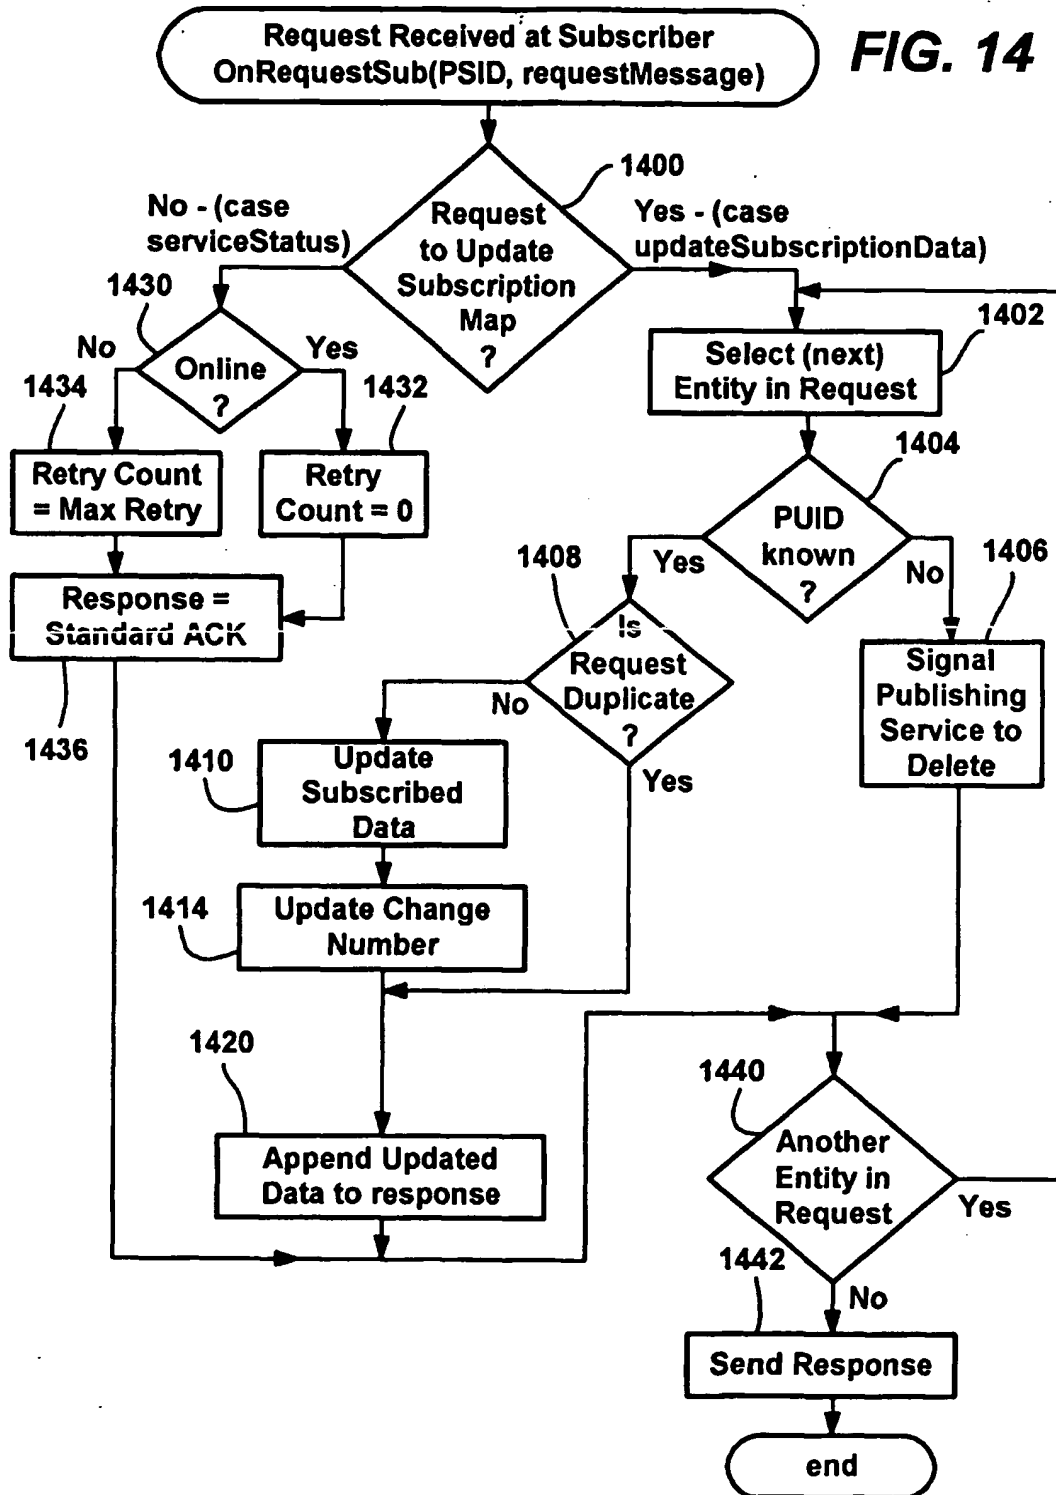 Request Received at Subscriber
OnRequestSub(PSID, requestMessage)
FIG. 14
1400
No - (case
serviceStatus)
Request
to Update
Subscription
Map
?
Yes - (case
updateSubscriptionData)
1430
1402
No
Online
?
Yes
Select (next)
Entity in Request
1434
1432
1404
Retry Count
= Max Retry
Retry
Count = 0
PUID
known
?
1408
Yes
No
1406
Response =
Standard ACK
Is
Request
Duplicate
?
Signal
Publishing
Service to
Delete
No
1436
1410
Update
Subscribed
Data
Yes
1414
Update Change
Number
1420
1440
Append Updated
Data to response
Another
Entity in
Request
Yes
1442
No
Send Response
end